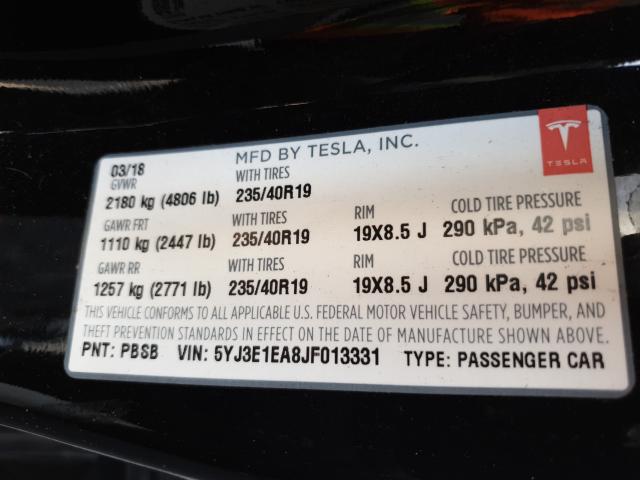 03/18 MFD BY TESLA, INC.
GVWR WITH TIRES
2180 kg (4806 lb) 235/40R19
GAWR FRT WITH TIRES RIM COLD TIRE PRESSURE
1110 kg (2447 lb) 235/40R19 19X8.5 J 290 kPa, 42 psi
GAWR RR WITH TIRES RIM COLD TIRE PRESSURE
1257 kg (2771 lb) 235/40R19 19X8.5 J 290 kPa, 42 psi
THIS VEHICLE CONFORMS TO ALL APPLICABLE U.S. FEDERAL MOTOR VEHICLE SAFETY, BUMPER, AND
THEFT PREVENTION STANDARDS IN EFFECT ON THE DATE OF MANUFACTURE SHOWN ABOVE.
PNT: PBSB VIN: 5YJ3E1EA8JF013331 TYPE: PASSENGER CAR
TESLA